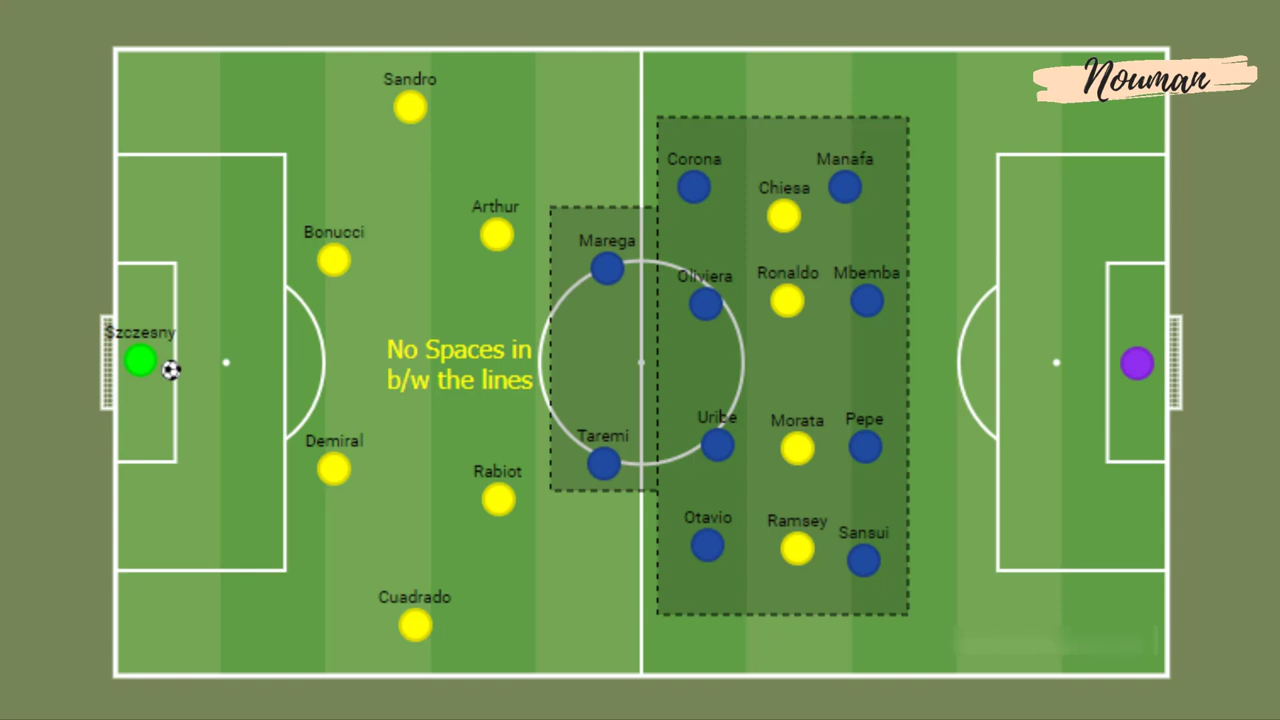 Nouman
Sandro
Corona
Manafa
Chiesa
Arthur
Bonucci
Marega
Oliviera
Ronaldo
Mbemba
Szczesny
No Spaces in
b/w the lines
Demiral
Taremi
Uribe
Morata
Pepe
Rabiot
Otavio
Ramsey
Sansui
Cuadrado